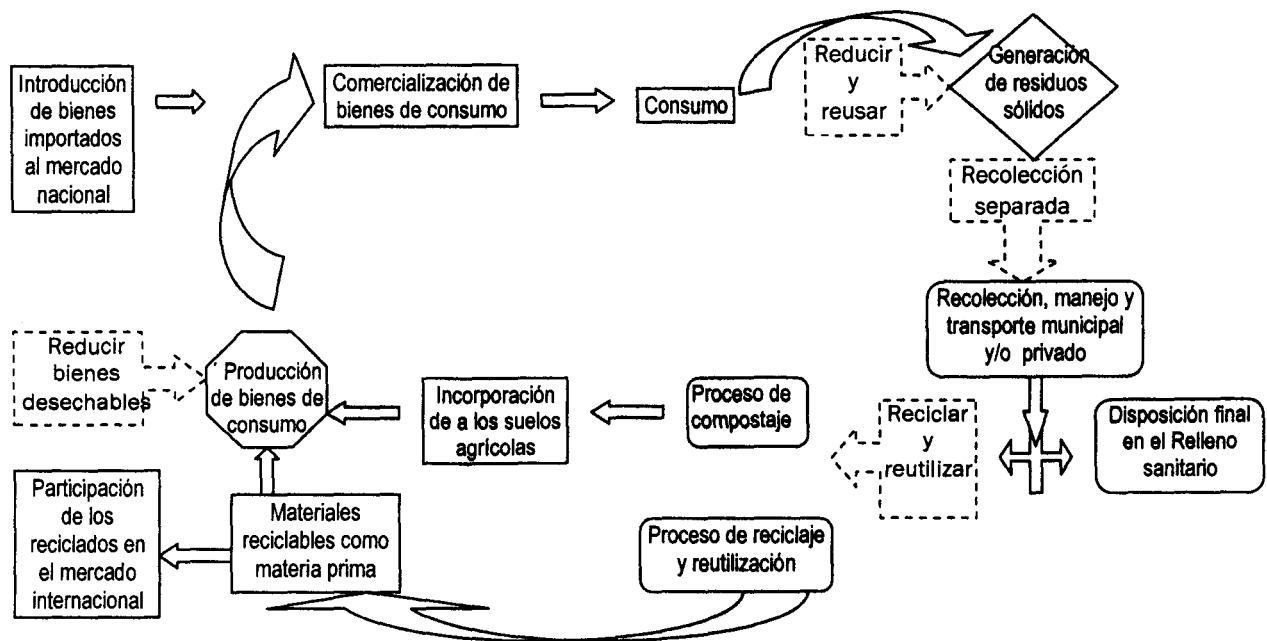 Introducción
de bienes
importados
al mercado
nacional
Comercialización de
bienes de consumo
Consumo
Reducir
y
reusar
Generación
de residuos
sólidos
Recolección
separada
Recolección, manejo y
transporte municipal
y/o privado
Reducir
bienes
desechables
Producción
de bienes de
consumo
Incorporación
de a los suelos
agrícolas
Proceso de
compostaje
Reciclar
y
reutilizar
Disposición final
en el Relleno
sanitario
Participación
de los
reciclados en
el mercado
internacional
Materiales
reciclables como
materia prima
Proceso de reciclaje
y reutilización